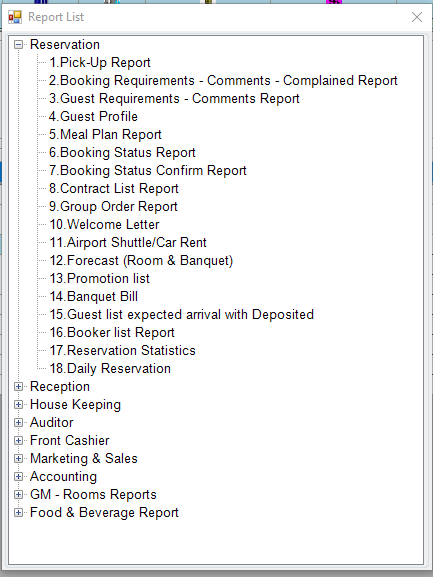 Report List
Reservation
1.Pick-Up Report
2.Booking Requirements - Comments - Complained Report
3.Guest Requirements - Comments Report
4.Guest Profile
5.Meal Plan Report
6.Booking Status Report
7.Booking Status Confirm Report
8.Contract List Report
9.Group Order Report
10.Welcome Letter
11.Airport Shuttle/Car Rent
12.Forecast (Room & Banquet)
13.Promotion list
14.Banquet Bill
15.Guest list expected arrival with Deposited
16.Booker list Report
17.Reservation Statistics
18.Daily Reservation
Reception
House Keeping
Auditor
Front Cashier
Marketing & Sales
Accounting
GM - Rooms Reports
Food & Beverage Report